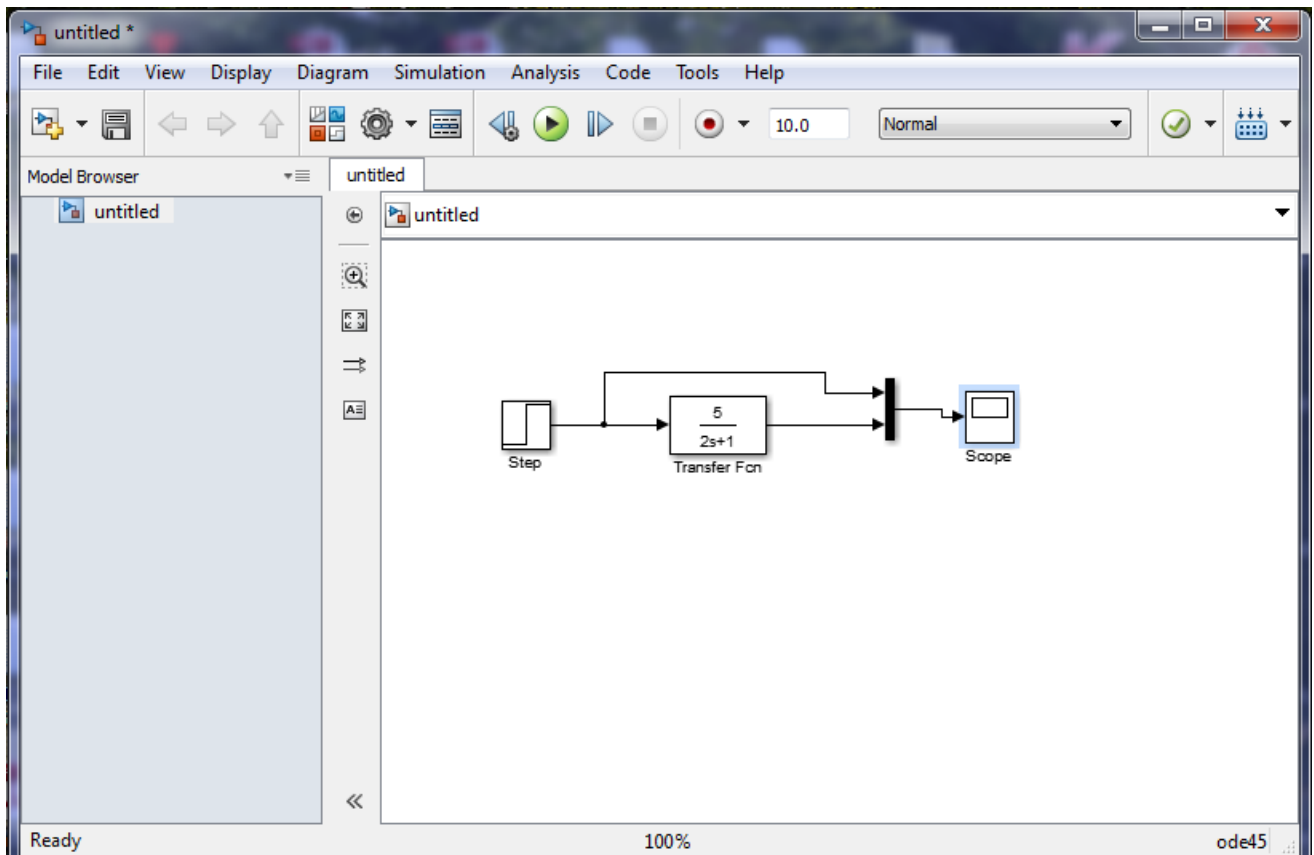 untitled *
File Edit View Display Diagram Simulation Analysis Code Tools Help
10.0 Normal
Model Browser
untitled
untitled
untitled
A
5
2s+1
Step
Transfer Fcn
Scope
Ready 100% ode45